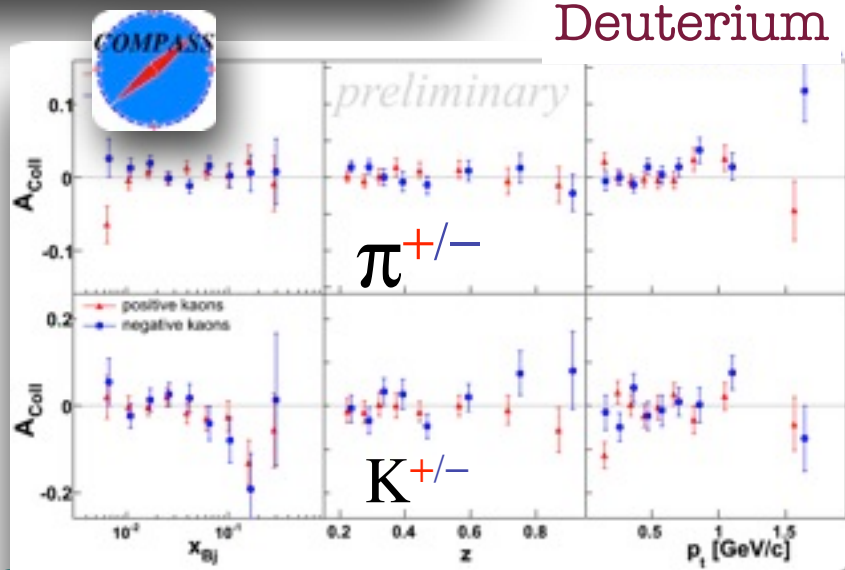 Deuterium
COMPASS
preliminary
0.1
0
-0.1
A_Coll
π+/−
positive kaons
negative kaons
0.2
0
-0.2
A_Coll
K+/−
10^-2 10^-1
x_Bj
0.2 0.4 0.6 0.8
z
0.5 1 1.5
p_t [GeV/c]